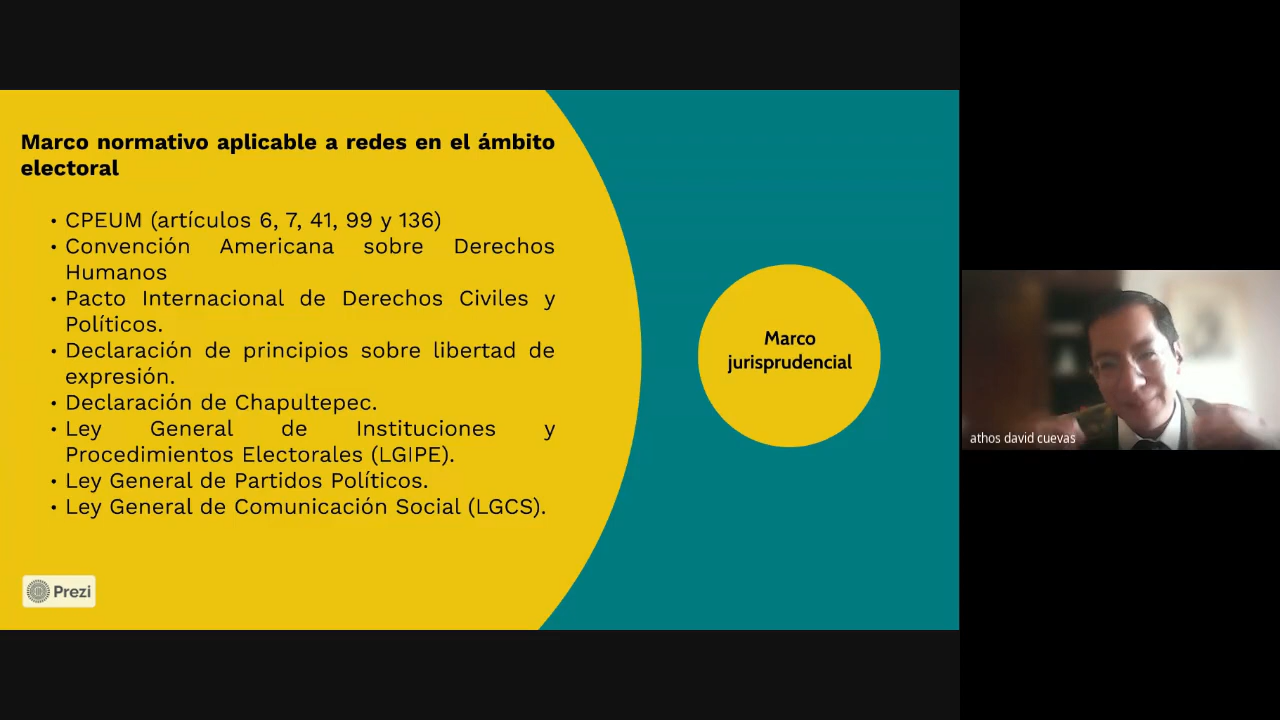 Marco normativo aplicable a redes en el ámbito
electoral
• CPEUM (artículos 6, 7, 41, 99 y 136)
• Convención Americana sobre Derechos
Humanos
• Pacto Internacional de Derechos Civiles y
Políticos.
• Declaración de principios sobre libertad de
expresión.
• Declaración de Chapultepec.
• Ley General de Instituciones y
Procedimientos Electorales (LGIPE).
• Ley General de Partidos Políticos.
• Ley General de Comunicación Social (LGCS).
Prezi
Marco
jurisprudencial
athos david cuevas